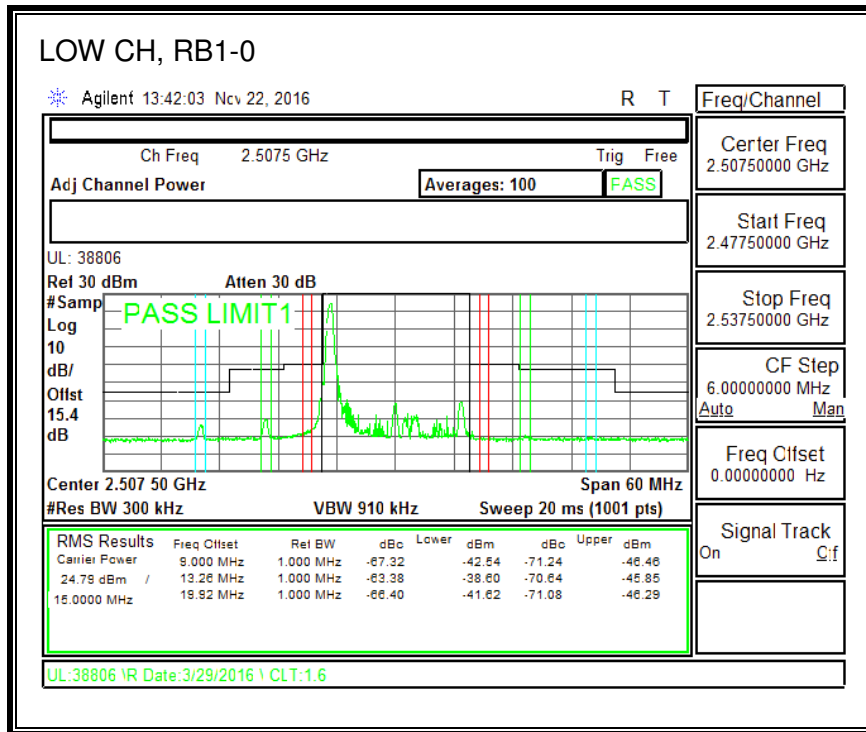 LOW CH, RB1-0
Agilent 13:42:03 Nov 22, 2016 R T
Freq/Channel
Ch Freq 2.5075 GHz Trig Free
Adj Channel Power Averages: 100 PASS
Center Freq
2.50750000 GHz
UL: 38806
Ref 30 dBm Atten 30 dB
Start Freq
2.47750000 GHz
#Samp
Log
10
dB/
Offst
15.4
dB
PASS LIMIT1
Stop Freq
2.53750000 GHz
CF Step
6.00000000 MHz
Auto Man
Freq Offset
0.00000000 Hz
Center 2.507 50 GHz Span 60 MHz
#Res BW 300 kHz VBW 910 kHz Sweep 20 ms (1001 pts)
Signal Track
On Off
RMS Results Freq Offset Ref BW dBc Lower dBm dBc Upper dBm
Carrier Power 9.000 MHz 1.000 MHz -67.32 -42.54 -71.24 -46.46
24.79 dBm / 13.26 MHz 1.000 MHz -63.38 -38.60 -70.64 -45.85
15.0000 MHz 19.92 MHz 1.000 MHz -66.40 -41.62 -71.08 -46.29
UL:38806 \R Date:3/29/2016 \ CLT:1.6